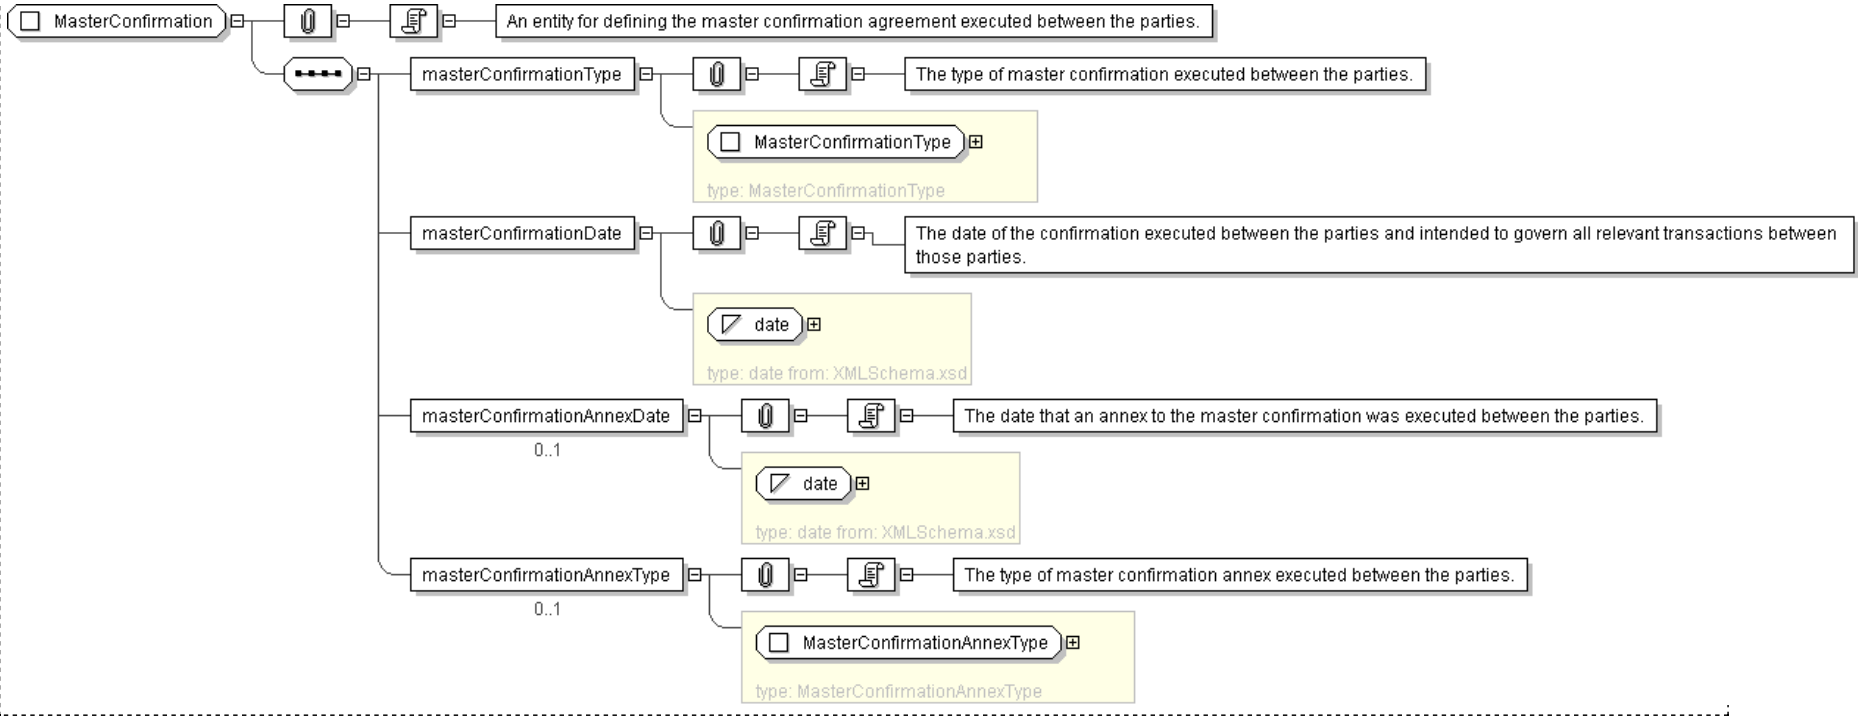 MasterConfirmation
An entity for defining the master confirmation agreement executed between the parties.
masterConfirmationType
The type of master confirmation executed between the parties.
MasterConfirmationType
type: MasterConfirmationType
masterConfirmationDate
The date of the confirmation executed between the parties and intended to govern all relevant transactions between
those parties.
date
type: date from: XMLSchema.xsd
masterConfirmationAnnexDate
The date that an annex to the master confirmation was executed between the parties.
0..1
date
type: date from: XMLSchema.xsd
masterConfirmationAnnexType
The type of master confirmation annex executed between the parties.
0..1
MasterConfirmationAnnexType
type: MasterConfirmationAnnexType